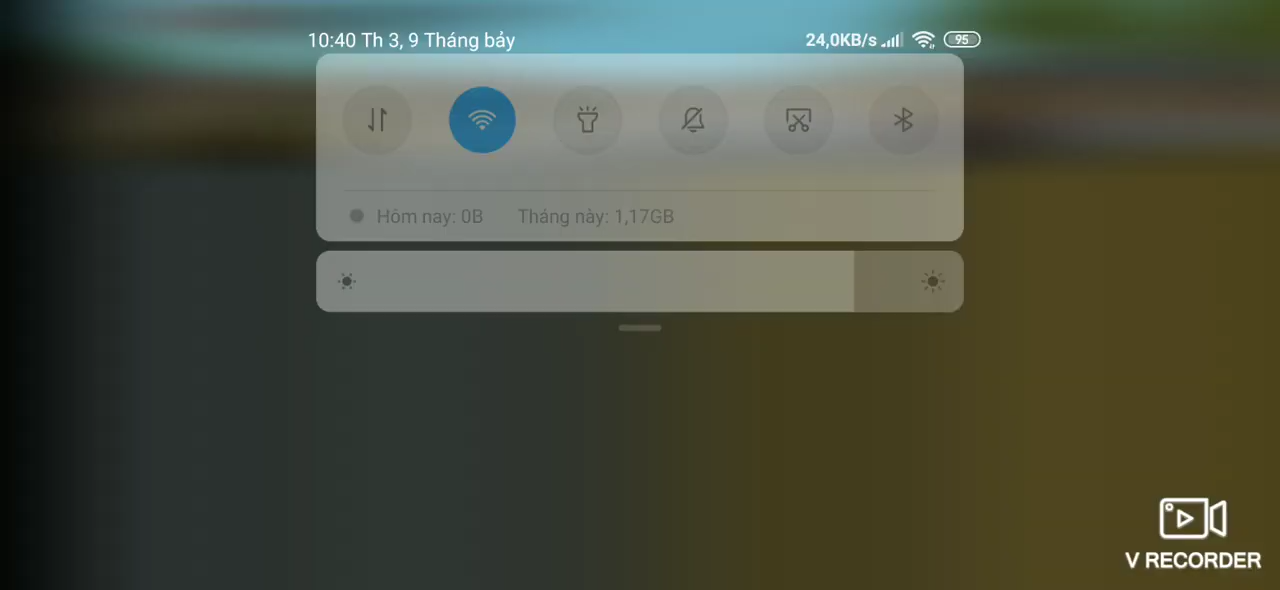 10:40 Th 3, 9 Tháng bảy
24,0KB/s 95
Hôm nay: 0B Tháng này: 1,17GB
V RECORDER